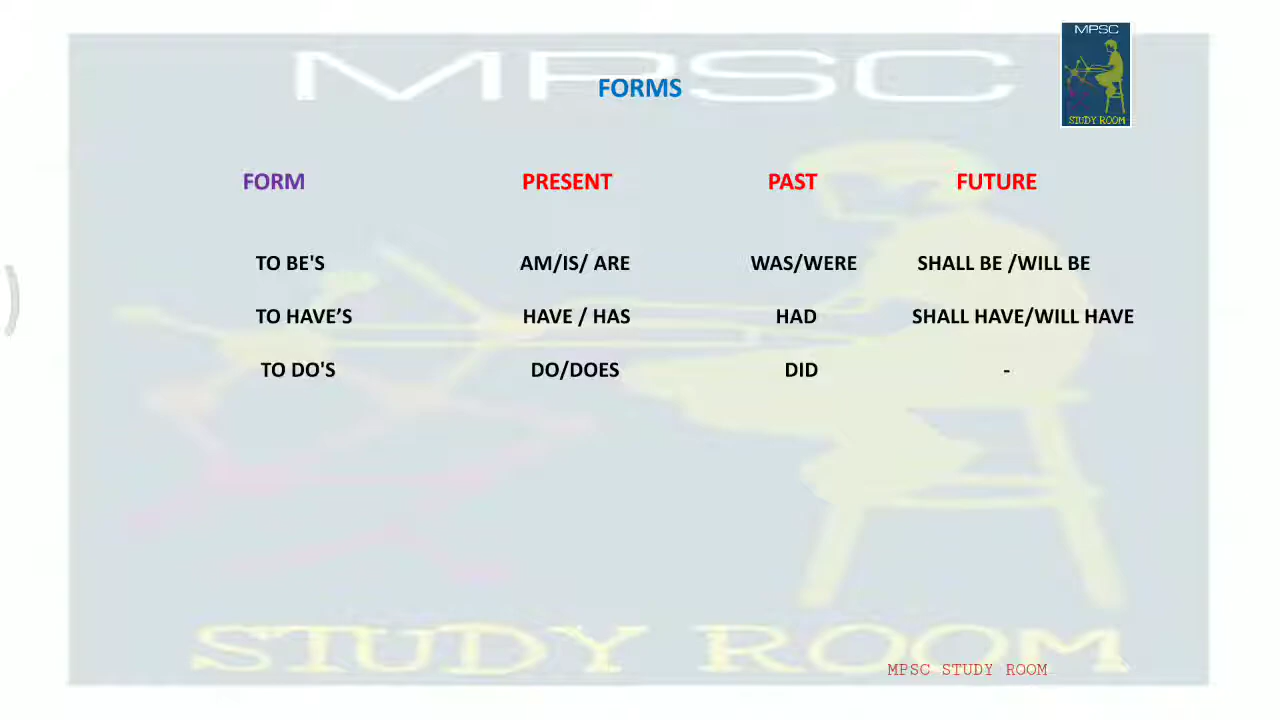 MPSC
MPSC
FORMS
STUDY ROOM
FORM PRESENT PAST FUTURE
TO BE'S AM/IS/ ARE WAS/WERE SHALL BE /WILL BE
TO HAVE’S HAVE / HAS HAD SHALL HAVE/WILL HAVE
TO DO'S DO/DOES DID -
STUDY ROOM
MPSC STUDY ROOM